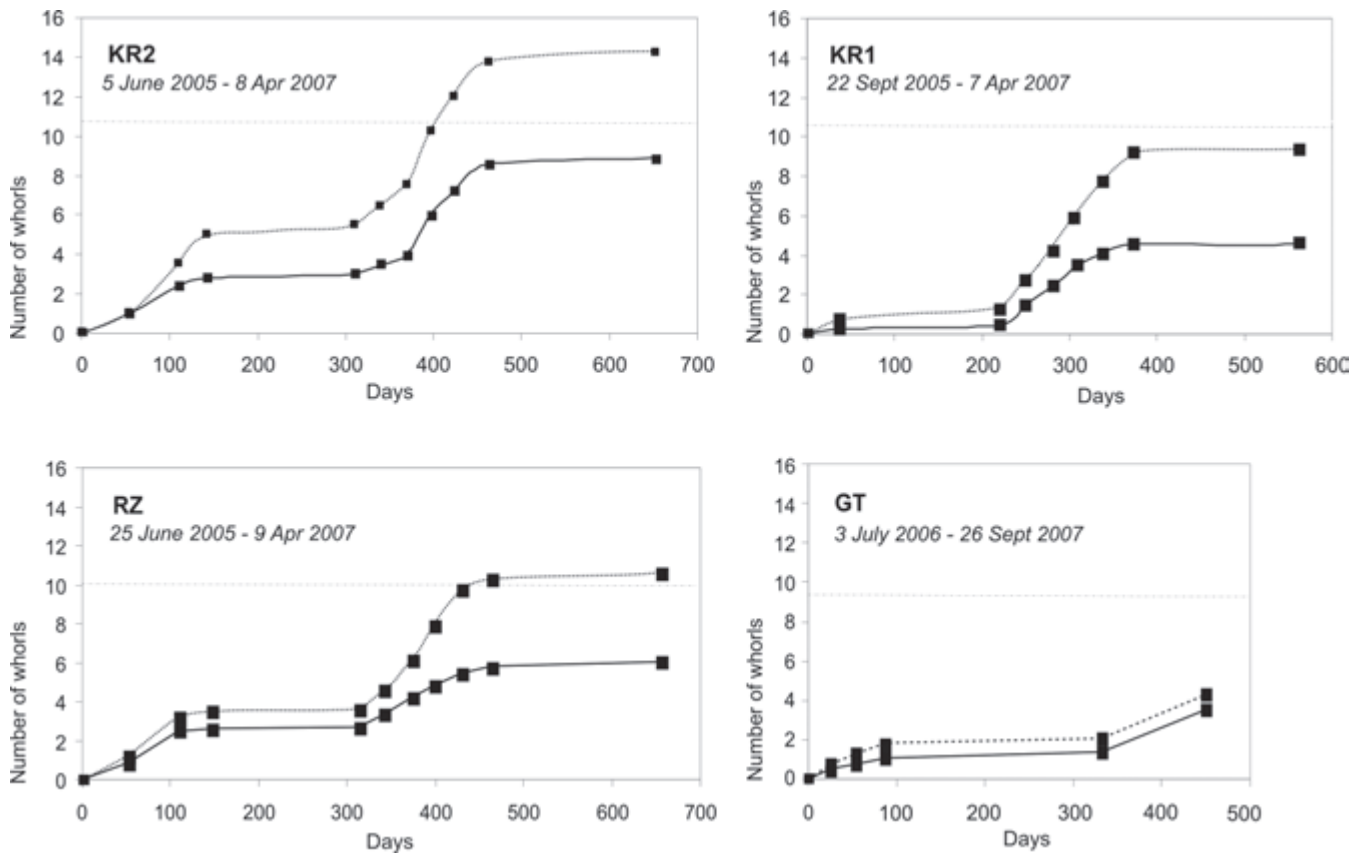 KR2
5 June 2005 - 8 Apr 2007
Number of whorls
16
14
12
10
8
6
4
2
0
0 100 200 300 400 500 600 700
Days
KR1
22 Sept 2005 - 7 Apr 2007
Number of whorls
16
14
12
10
8
6
4
2
0
0 100 200 300 400 500 600
Days
RZ
25 June 2005 - 9 Apr 2007
Number of whorls
16
14
12
10
8
6
4
2
0
0 100 200 300 400 500 600 700
Days
GT
3 July 2006 - 26 Sept 2007
Number of whorls
16
14
12
10
8
6
4
2
0
0 100 200 300 400 500
Days